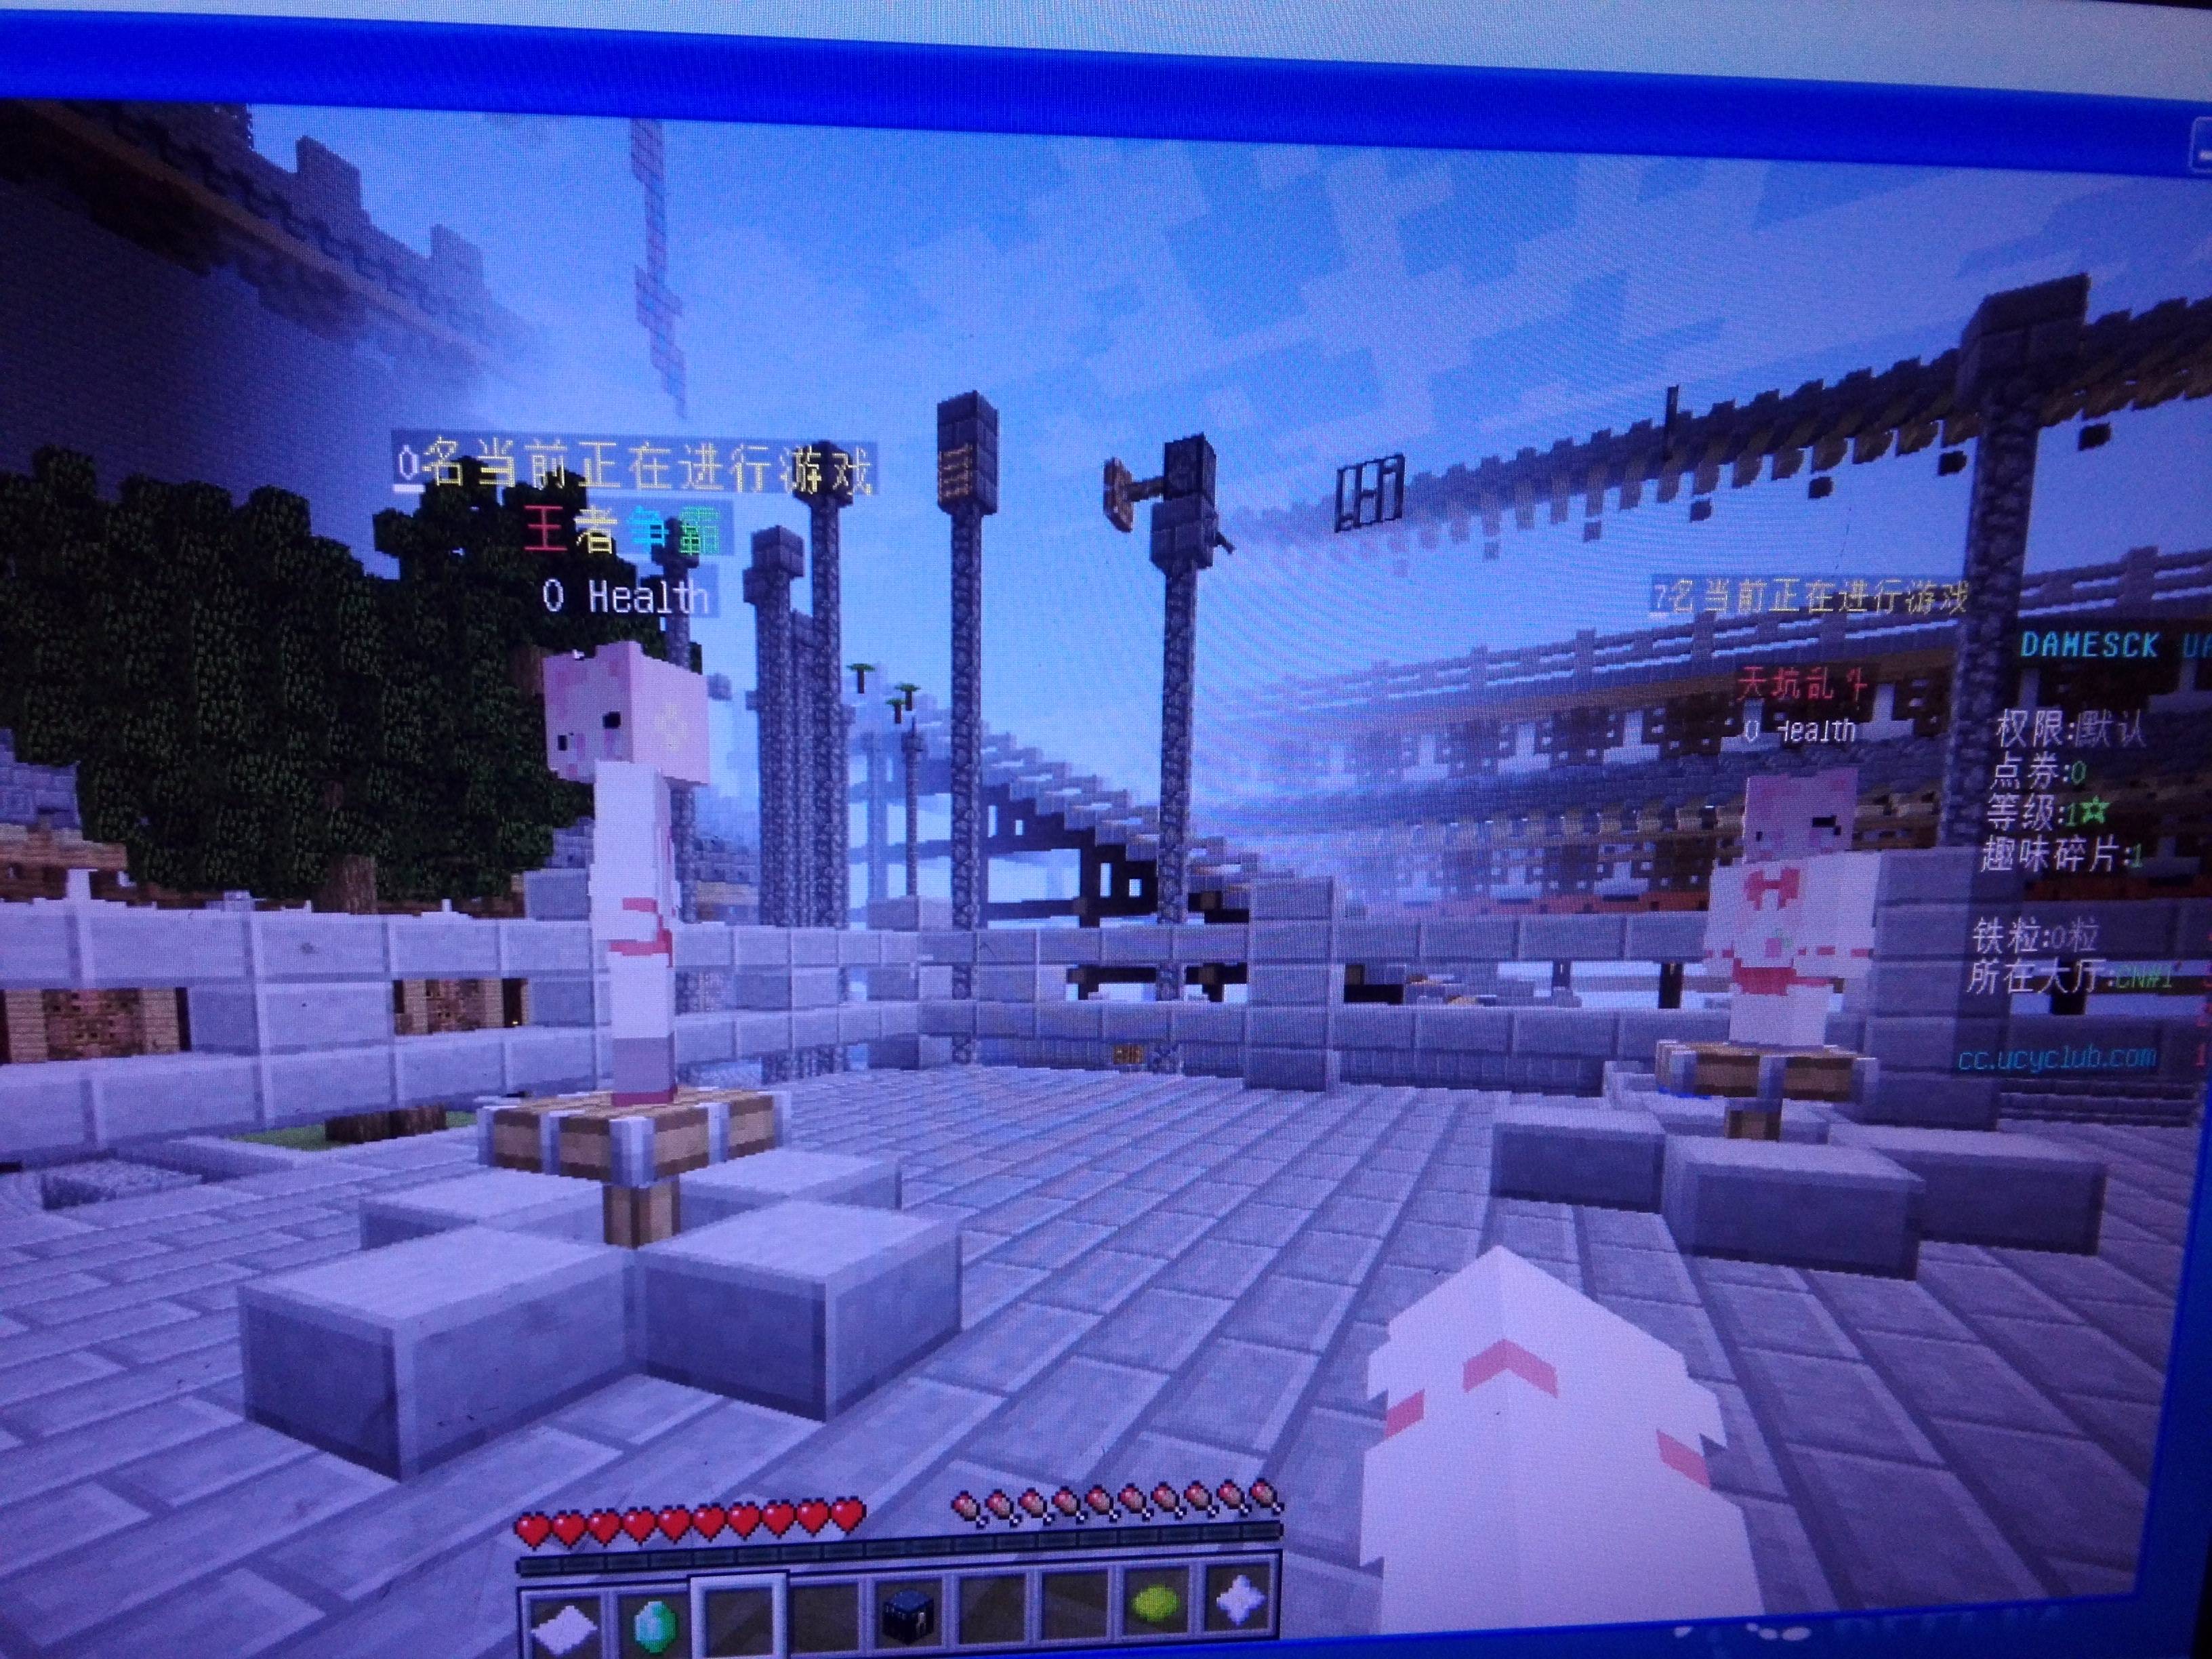 0名当前正在进行游戏
王者争霸
0 Health
7名当前正在进行游戏
天坑乱斗
0 Health
DAMESCK
权限:默认
点券:0
等级:1☆
趣味碎片:1
铁粒:0粒
所在大厅:CN#1
cc.ucyclub.com